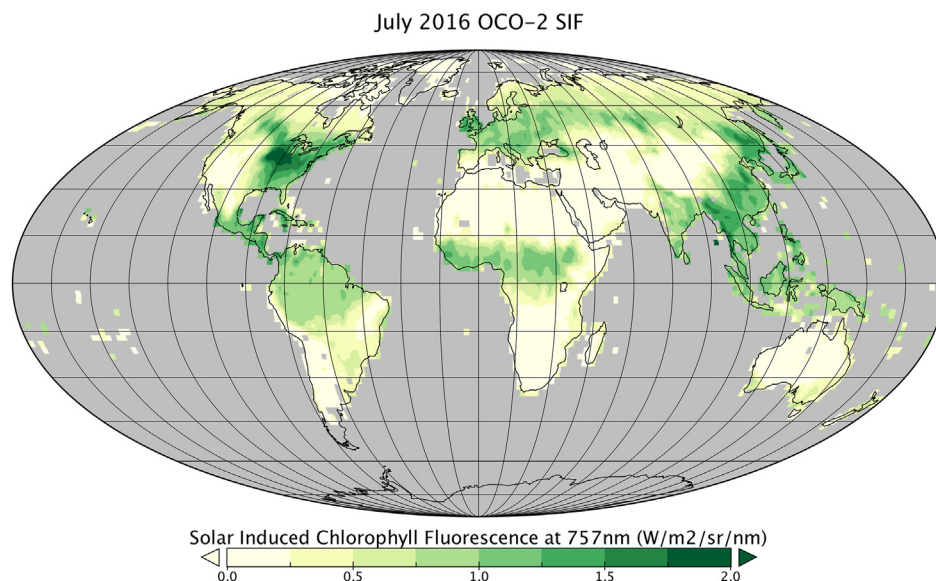 July 2016 OCO-2 SIF
Solar Induced Chlorophyll Fluorescence at 757nm (W/m2/sr/nm)
0.0 0.5 1.0 1.5 2.0